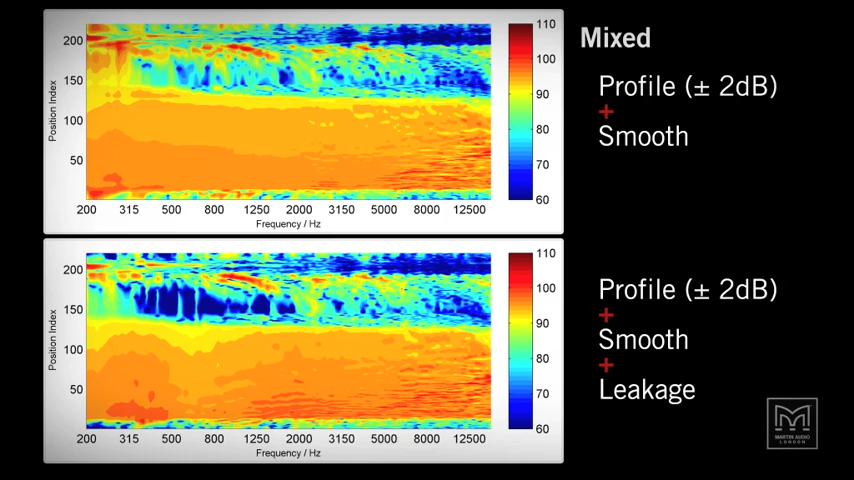 Mixed
Profile (± 2dB)
+
Smooth
200
150
100
50
Position Index
200 315 500 800 1250 2000 3150 5000 8000 12500
Frequency / Hz
110
100
90
80
70
60
Profile (± 2dB)
+
Smooth
+
Leakage
200
150
100
50
Position Index
200 315 500 800 1250 2000 3150 5000 8000 12500
Frequency / Hz
110
100
90
80
70
60
MARTIN AUDIO
LONDON